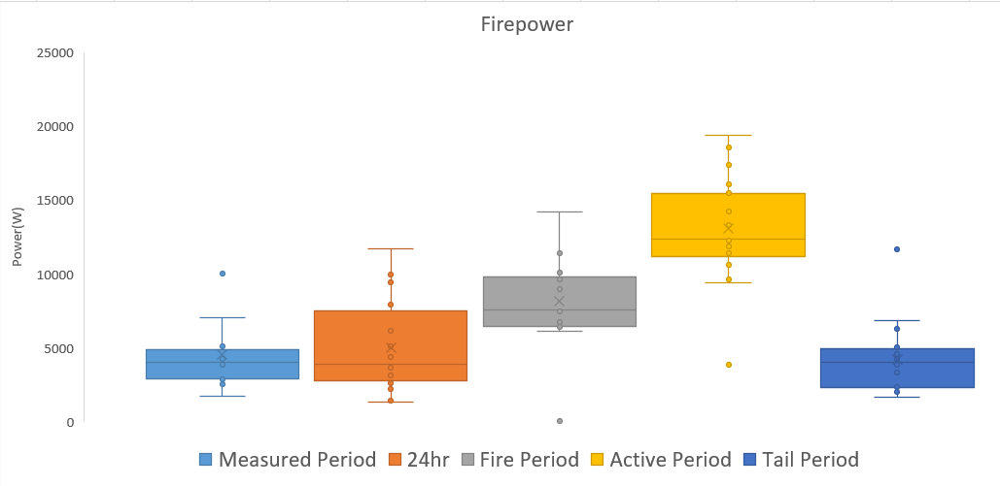 Firepower
25000
20000
15000
10000
5000
0
Power(W)
Measured Period 24hr Fire Period Active Period Tail Period